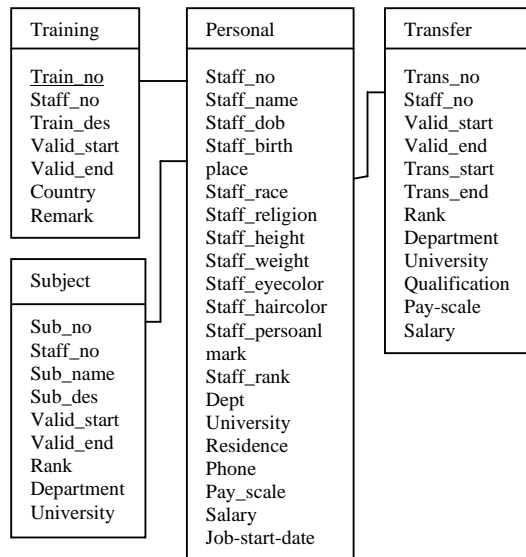 Training
Train_no
Staff_no
Train_des
Valid_start
Valid_end
Country
Remark
Subject
Sub_no
Staff_no
Sub_name
Sub_des
Valid_start
Valid_end
Rank
Department
University
Personal
Staff_no
Staff_name
Staff_dob
Staff_birth
place
Staff_race
Staff_religion
Staff_height
Staff_weight
Staff_eyecolor
Staff_haircolor
Staff_persoanl
mark
Staff_rank
Dept
University
Residence
Phone
Pay_scale
Salary
Job-start-date
Transfer
Trans_no
Staff_no
Valid_start
Valid_end
Trans_start
Trans_end
Rank
Department
University
Qualification
Pay-scale
Salary